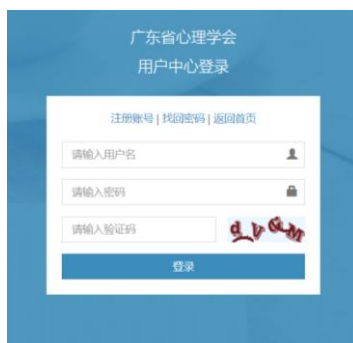 广东省心理学会
用户中心登录
注册账号 | 找回密码 | 返回首页
请输入用户名
请输入密码
请输入验证码
登录